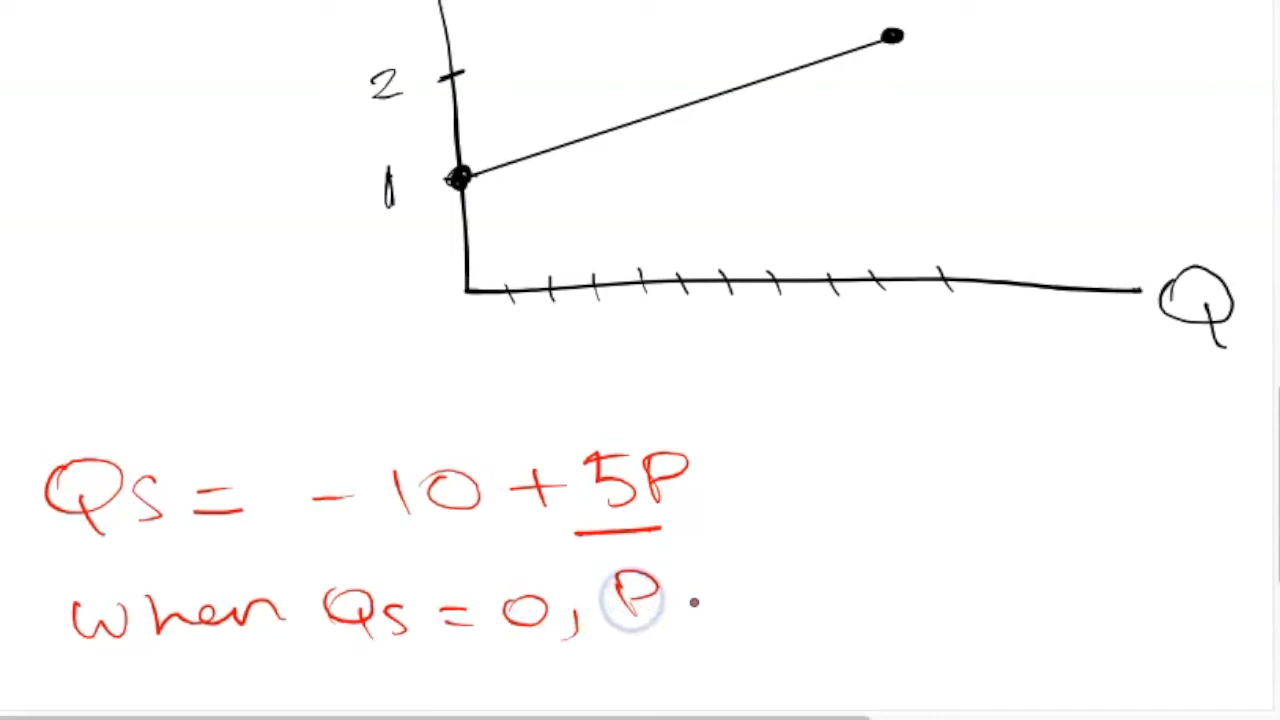 2
1
Q
Qs = -10 + 5P
when Qs = 0, P